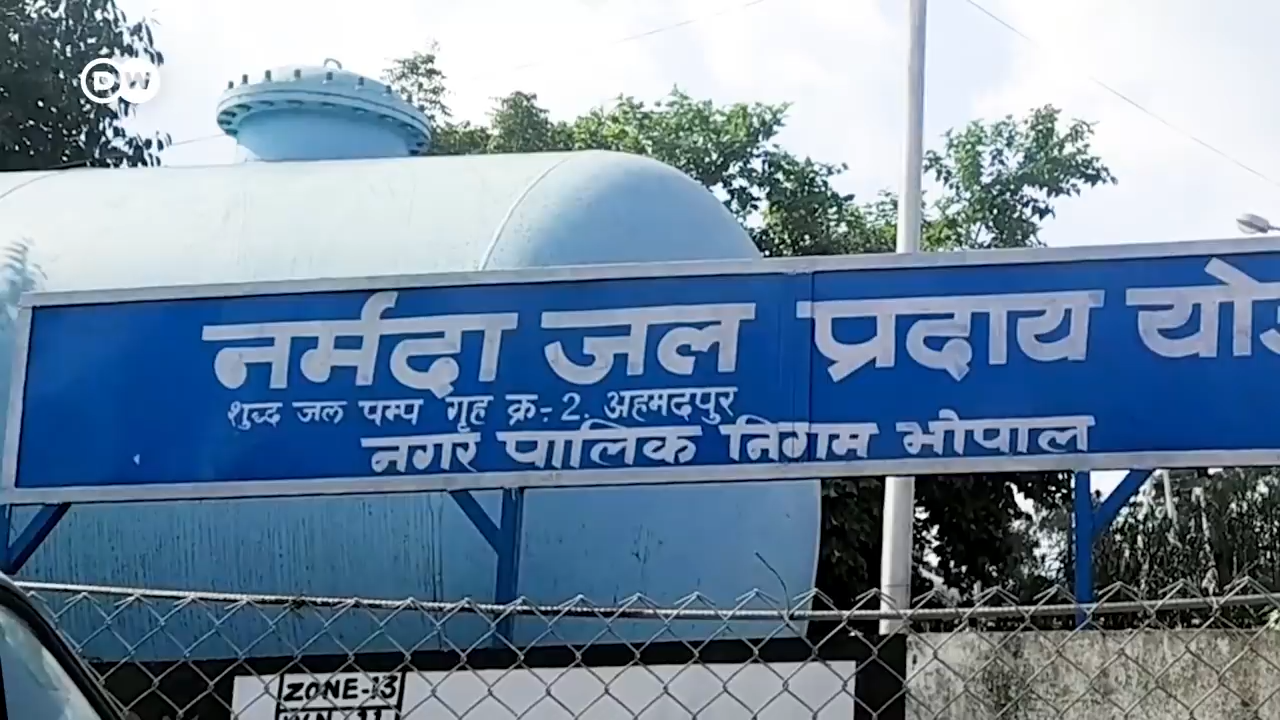 DW
नर्मदा जल प्रदाय
शुद्ध जल पम्प गृह क्र÷ 2. अहमदपुर
नगर पालिक निगम भोपाल
ZONE-13